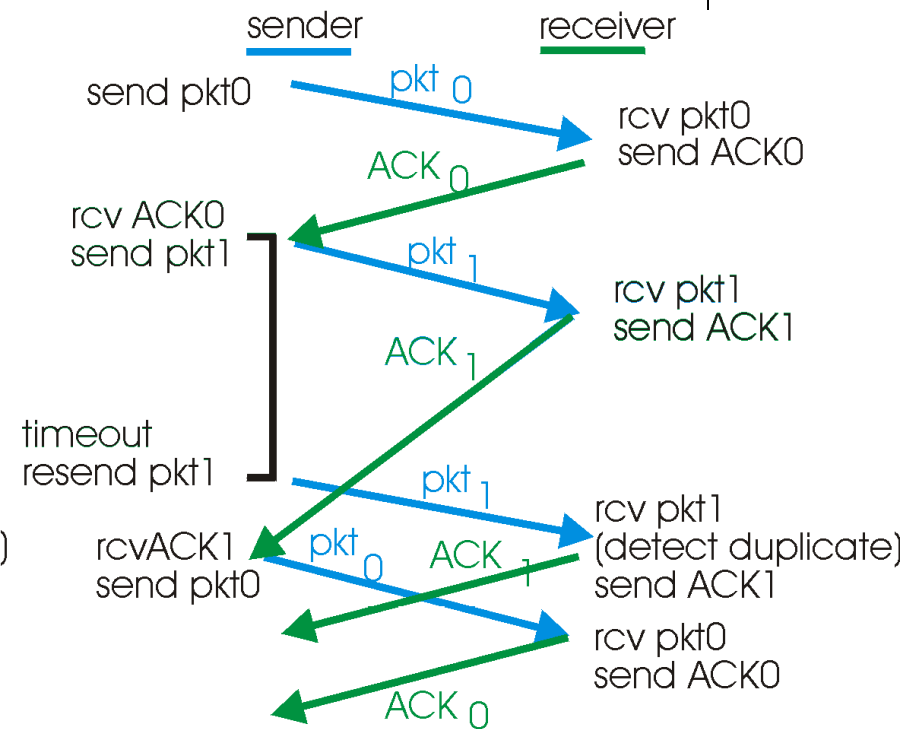 sender
receiver
send pkt0
pkt 0
rcv pkt0
send ACK0
ACK 0
rcv ACK0
send pkt1
pkt 1
rcv pkt1
send ACK1
ACK 1
timeout
resend pkt1
pkt 1
rcv pkt1
(detect duplicate)
send ACK1
)
rcvACK1
send pkt0
pkt 0
ACK 1
rcv pkt0
send ACK0
ACK 0